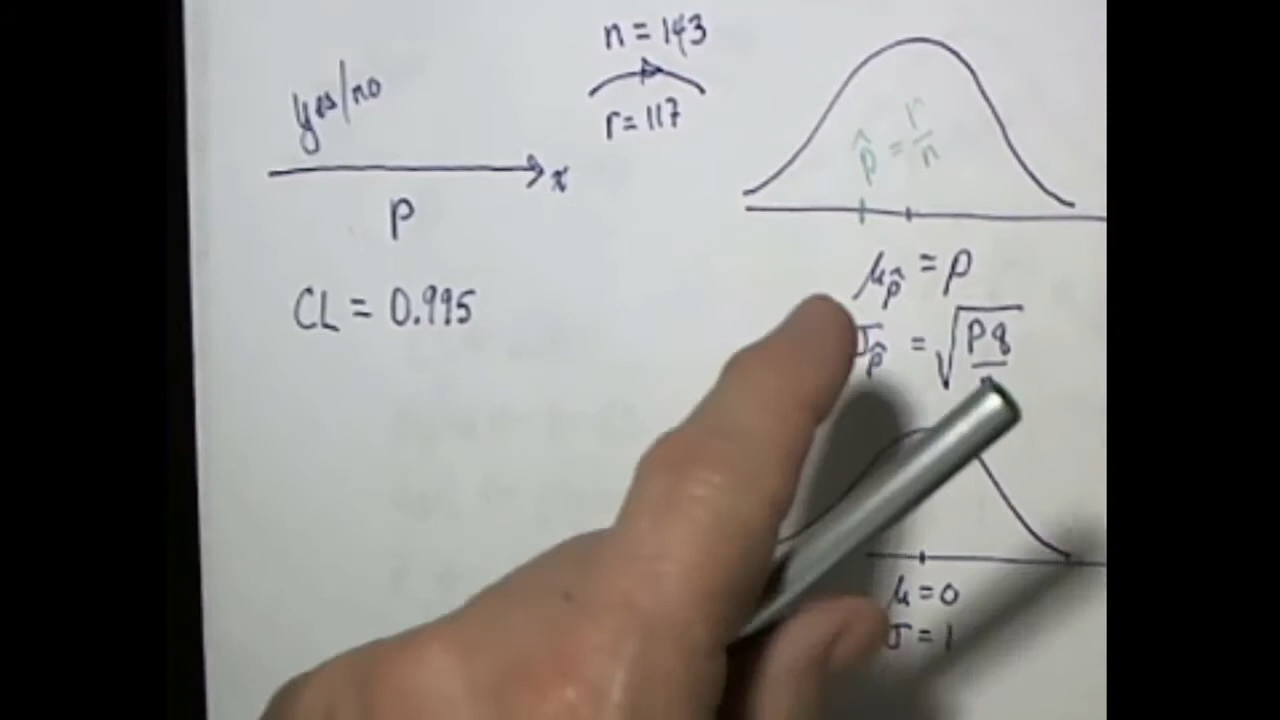 yes/no
x
p
CL = 0.995
n = 143
r = 117
p̂ = r/n
μp̂ = p
σp̂ = √pq/n
μ = 0
σ = 1